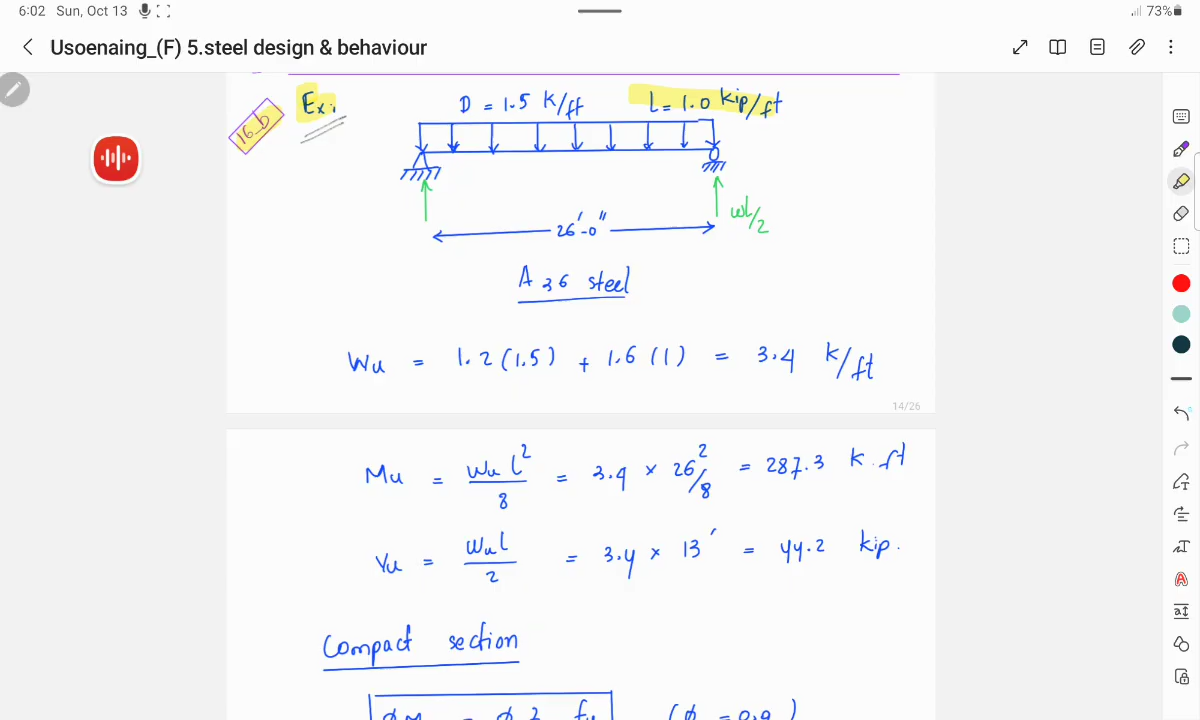 6:02 Sun, Oct 13
73%
Usoenaing_(F) 5.steel design & behaviour
16_b
Ex:
D = 1.5 k/ft
L = 1.0 kip/ft
wl/2
26'-0"
A 36 steel
Wu = 1.2 (1.5) + 1.6 (1) = 3.4 k/ft
14/26
Mu = Wu l²/8 = 3.4 × 26²/8 = 287.3 k.ft
Vu = Wu l/2 = 3.4 × 13' = 44.2 kip.
Compact section
(ϕ = 0.9)